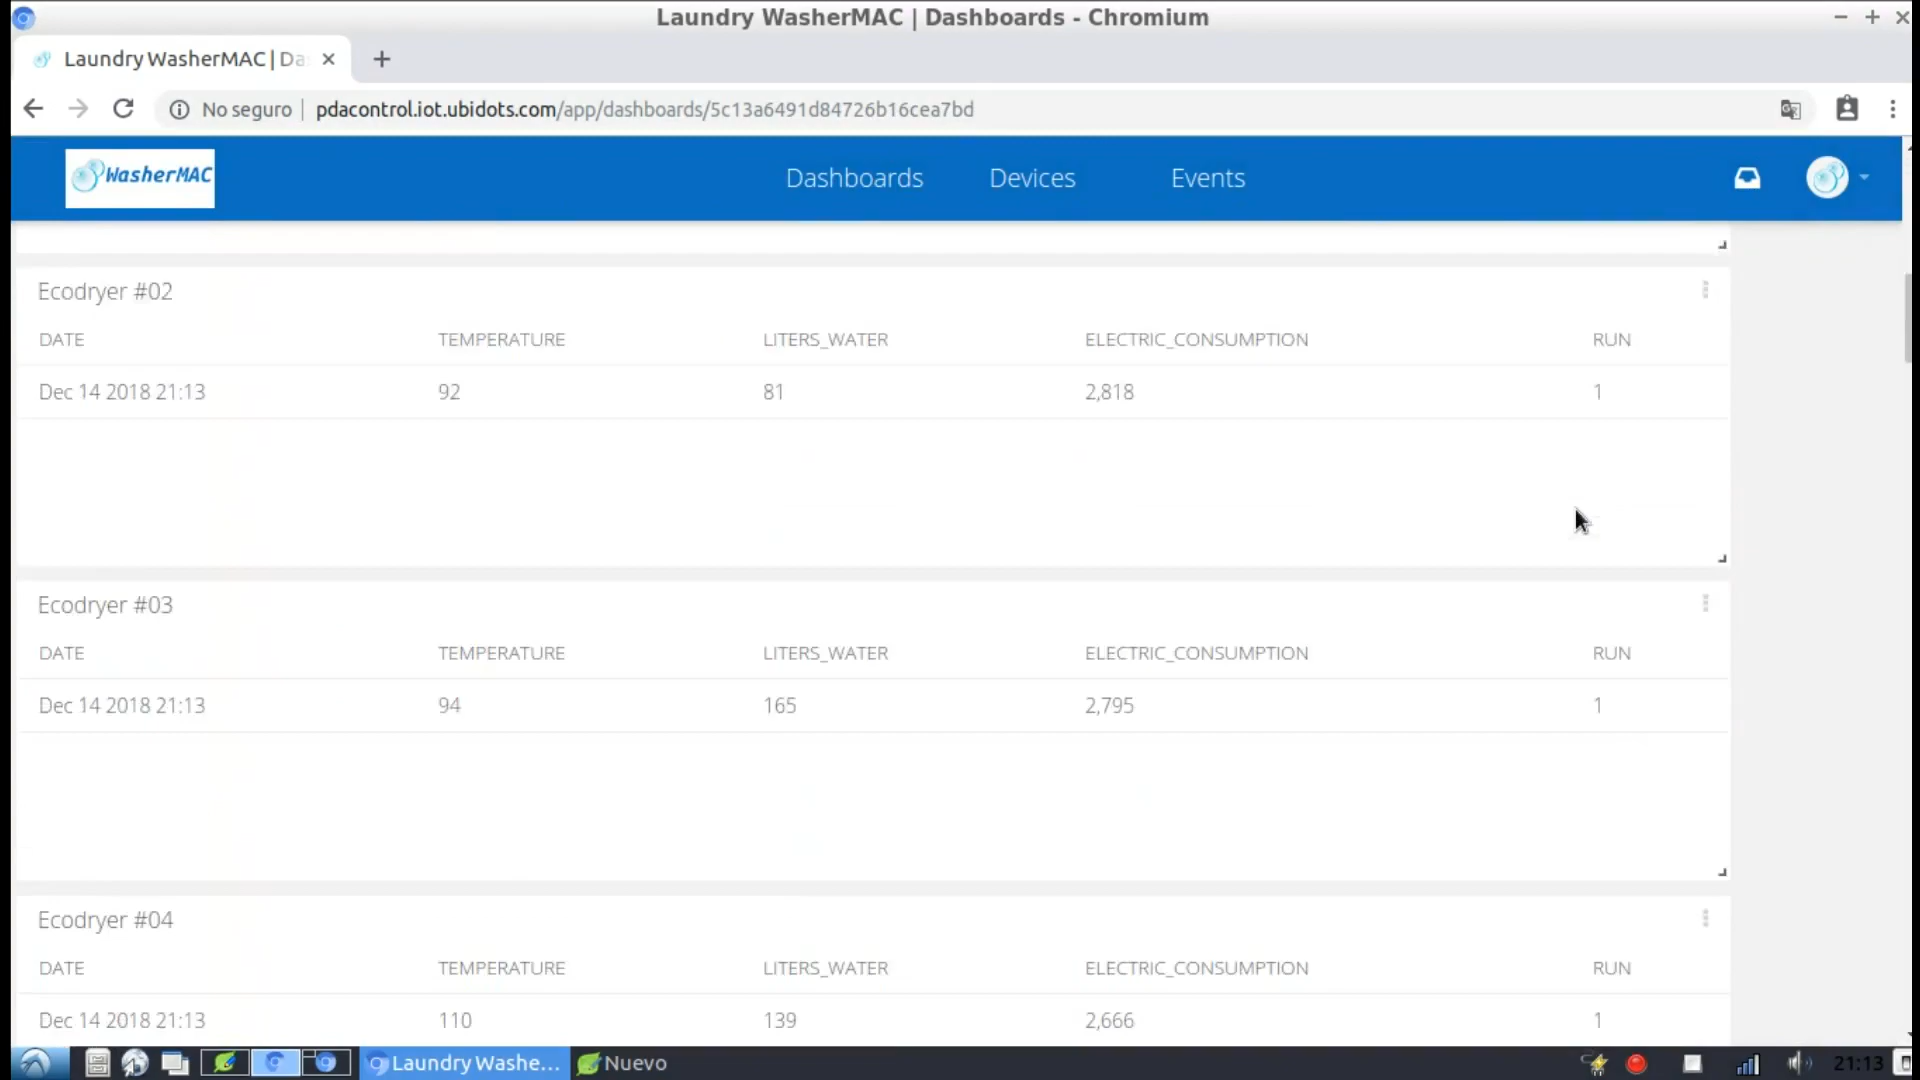 Laundry WasherMAC | Dashboards - Chromium
Laundry WasherMAC | Da
No seguro | pdacontrol.iot.ubidots.com/app/dashboards/5c13a6491d84726b16cea7bd
WasherMAC Dashboards Devices Events
Ecodryer #02
DATE TEMPERATURE LITERS_WATER ELECTRIC_CONSUMPTION RUN
Dec 14 2018 21:13 92 81 2,818 1
Ecodryer #03
DATE TEMPERATURE LITERS_WATER ELECTRIC_CONSUMPTION RUN
Dec 14 2018 21:13 94 165 2,795 1
Ecodryer #04
DATE TEMPERATURE LITERS_WATER ELECTRIC_CONSUMPTION RUN
Dec 14 2018 21:13 110 139 2,666 1
Laundry Washe... Nuevo 21:13